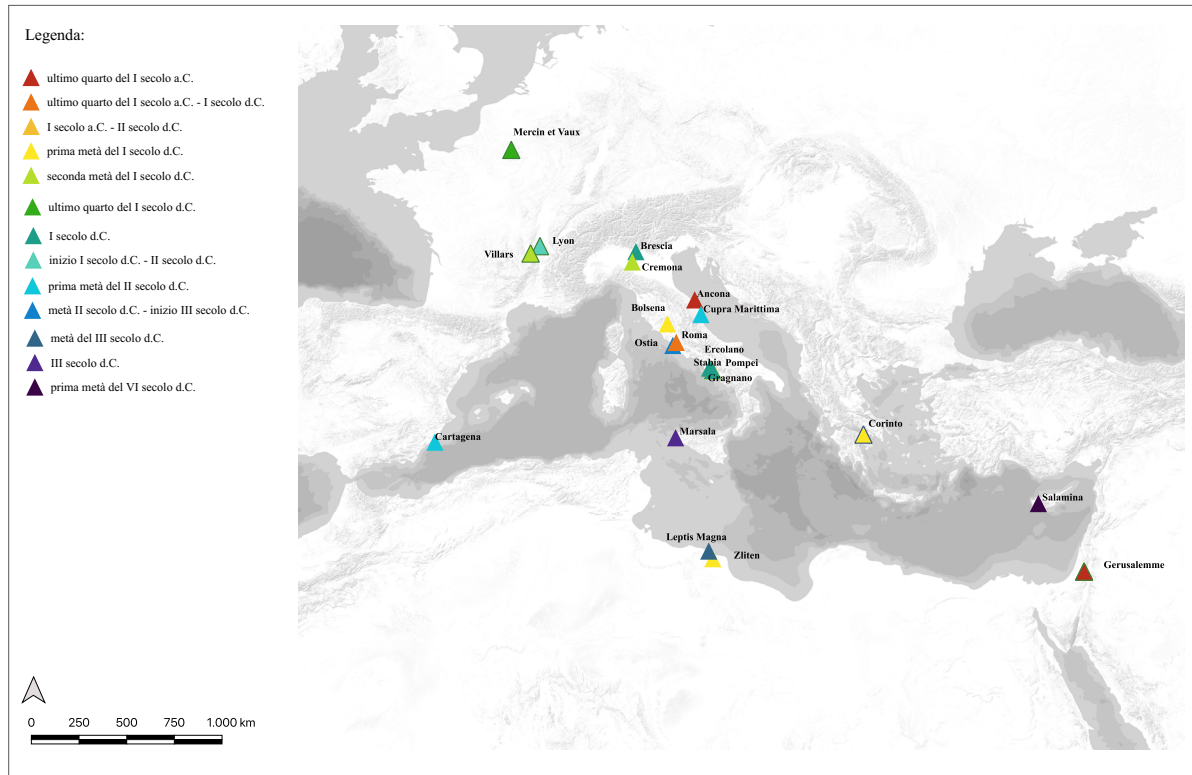 Legenda:
ultimo quarto del I secolo a.C.
ultimo quarto del I secolo a.C. - I secolo d.C.
I secolo a.C. - II secolo d.C.
prima metà del I secolo d.C.
seconda metà del I secolo d.C.
ultimo quarto del I secolo d.C.
I secolo d.C.
inizio I secolo d.C. - II secolo d.C.
prima metà del II secolo d.C.
metà II secolo d.C. - inizio III secolo d.C.
metà del III secolo d.C.
III secolo d.C.
prima metà del VI secolo d.C.
0 250 500 750 1.000 km
Mercin et Vaux
Lyon
Villars
Brescia
Cremona
Ancona
Bolsena
Cupra Marittima
Roma
Ostia
Ercolano
Stabia Pompei
Gragnano
Marsala
Cartagena
Corinto
Salamina
Leptis Magna
Zliten
Gerusalemme